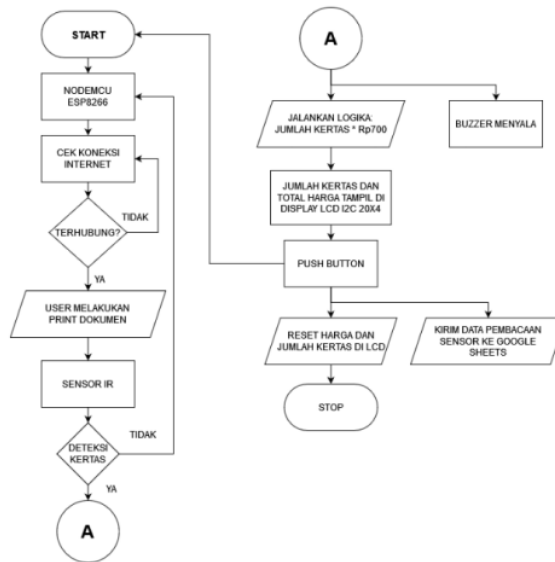 START
NODEMCU
ESP8266
CEK KONEKSI
INTERNET
TIDAK
TERHUBUNG?
YA
USER MELAKUKAN
PRINT DOKUMEN
SENSOR IR
TIDAK
DETEKSI
KERTAS
YA
A
A
JALANKAN LOGIKA:
JUMLAH KERTAS * Rp700
BUZZER MENYALA
JUMLAH KERTAS DAN
TOTAL HARGA TAMPIL DI
DISPLAY LCD I2C 20X4
PUSH BUTTON
RESET HARGA DAN
JUMLAH KERTAS DI LCD
KIRIM DATA PEMBACAAN
SENSOR KE GOOGLE
SHEETS
STOP